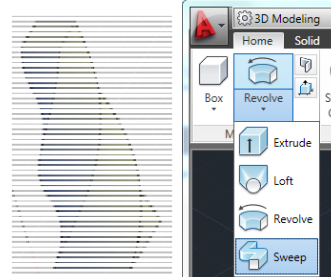 3D Modeling
Home Solid
Box Revolve
Extrude
Loft
Revolve
Sweep